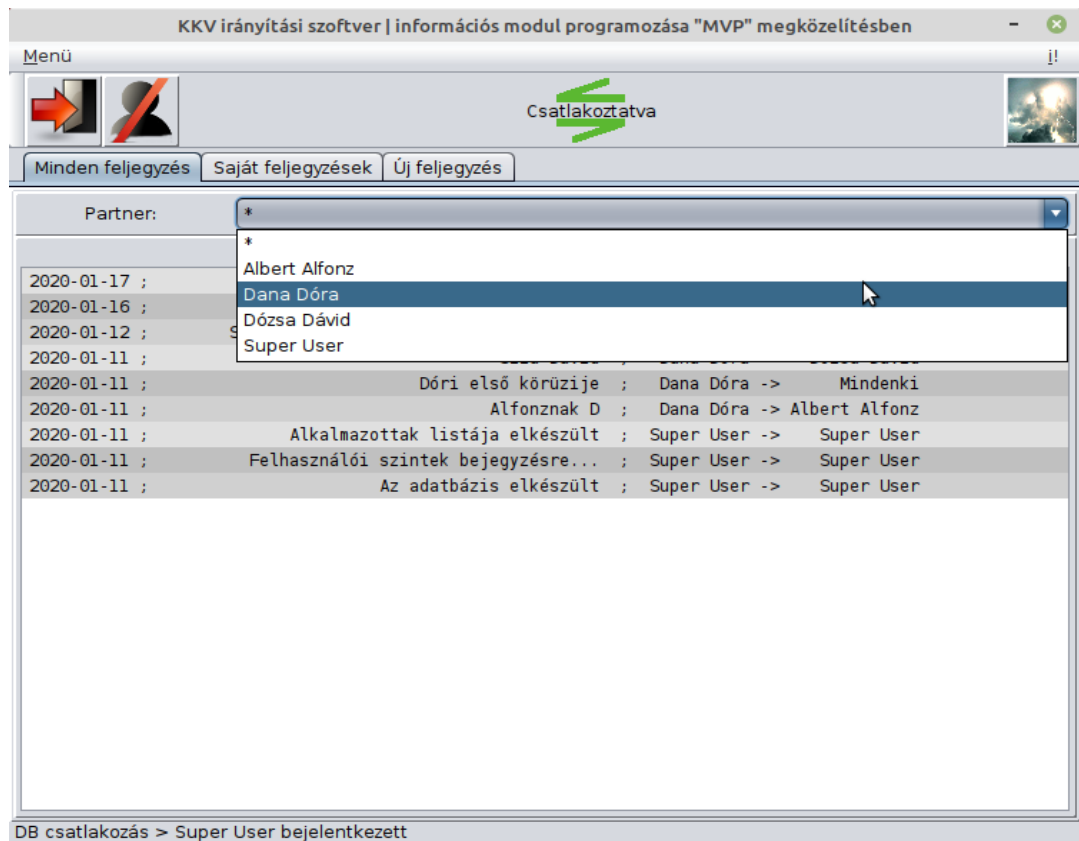 KKV irányítási szoftver | információs modul programozása "MVP" megközelítésben
Menü i!
Csatlakoztatva
Minden feljegyzés Saját feljegyzések Új feljegyzés
Partner: *
*
Albert Alfonz
Dana Dóra
Dózsa Dávid
Super User
2020-01-17 ;
2020-01-16 ;
2020-01-12 ;
2020-01-11 ;
2020-01-11 ; Dóri első körüzije ; Dana Dóra -> Mindenki
2020-01-11 ; Alfonznak D ; Dana Dóra -> Albert Alfonz
2020-01-11 ; Alkalmazottak listája elkészült ; Super User -> Super User
2020-01-11 ; Felhasználói szintek bejegyzésre... ; Super User -> Super User
2020-01-11 ; Az adatbázis elkészült ; Super User -> Super User
DB csatlakozás > Super User bejelentkezett